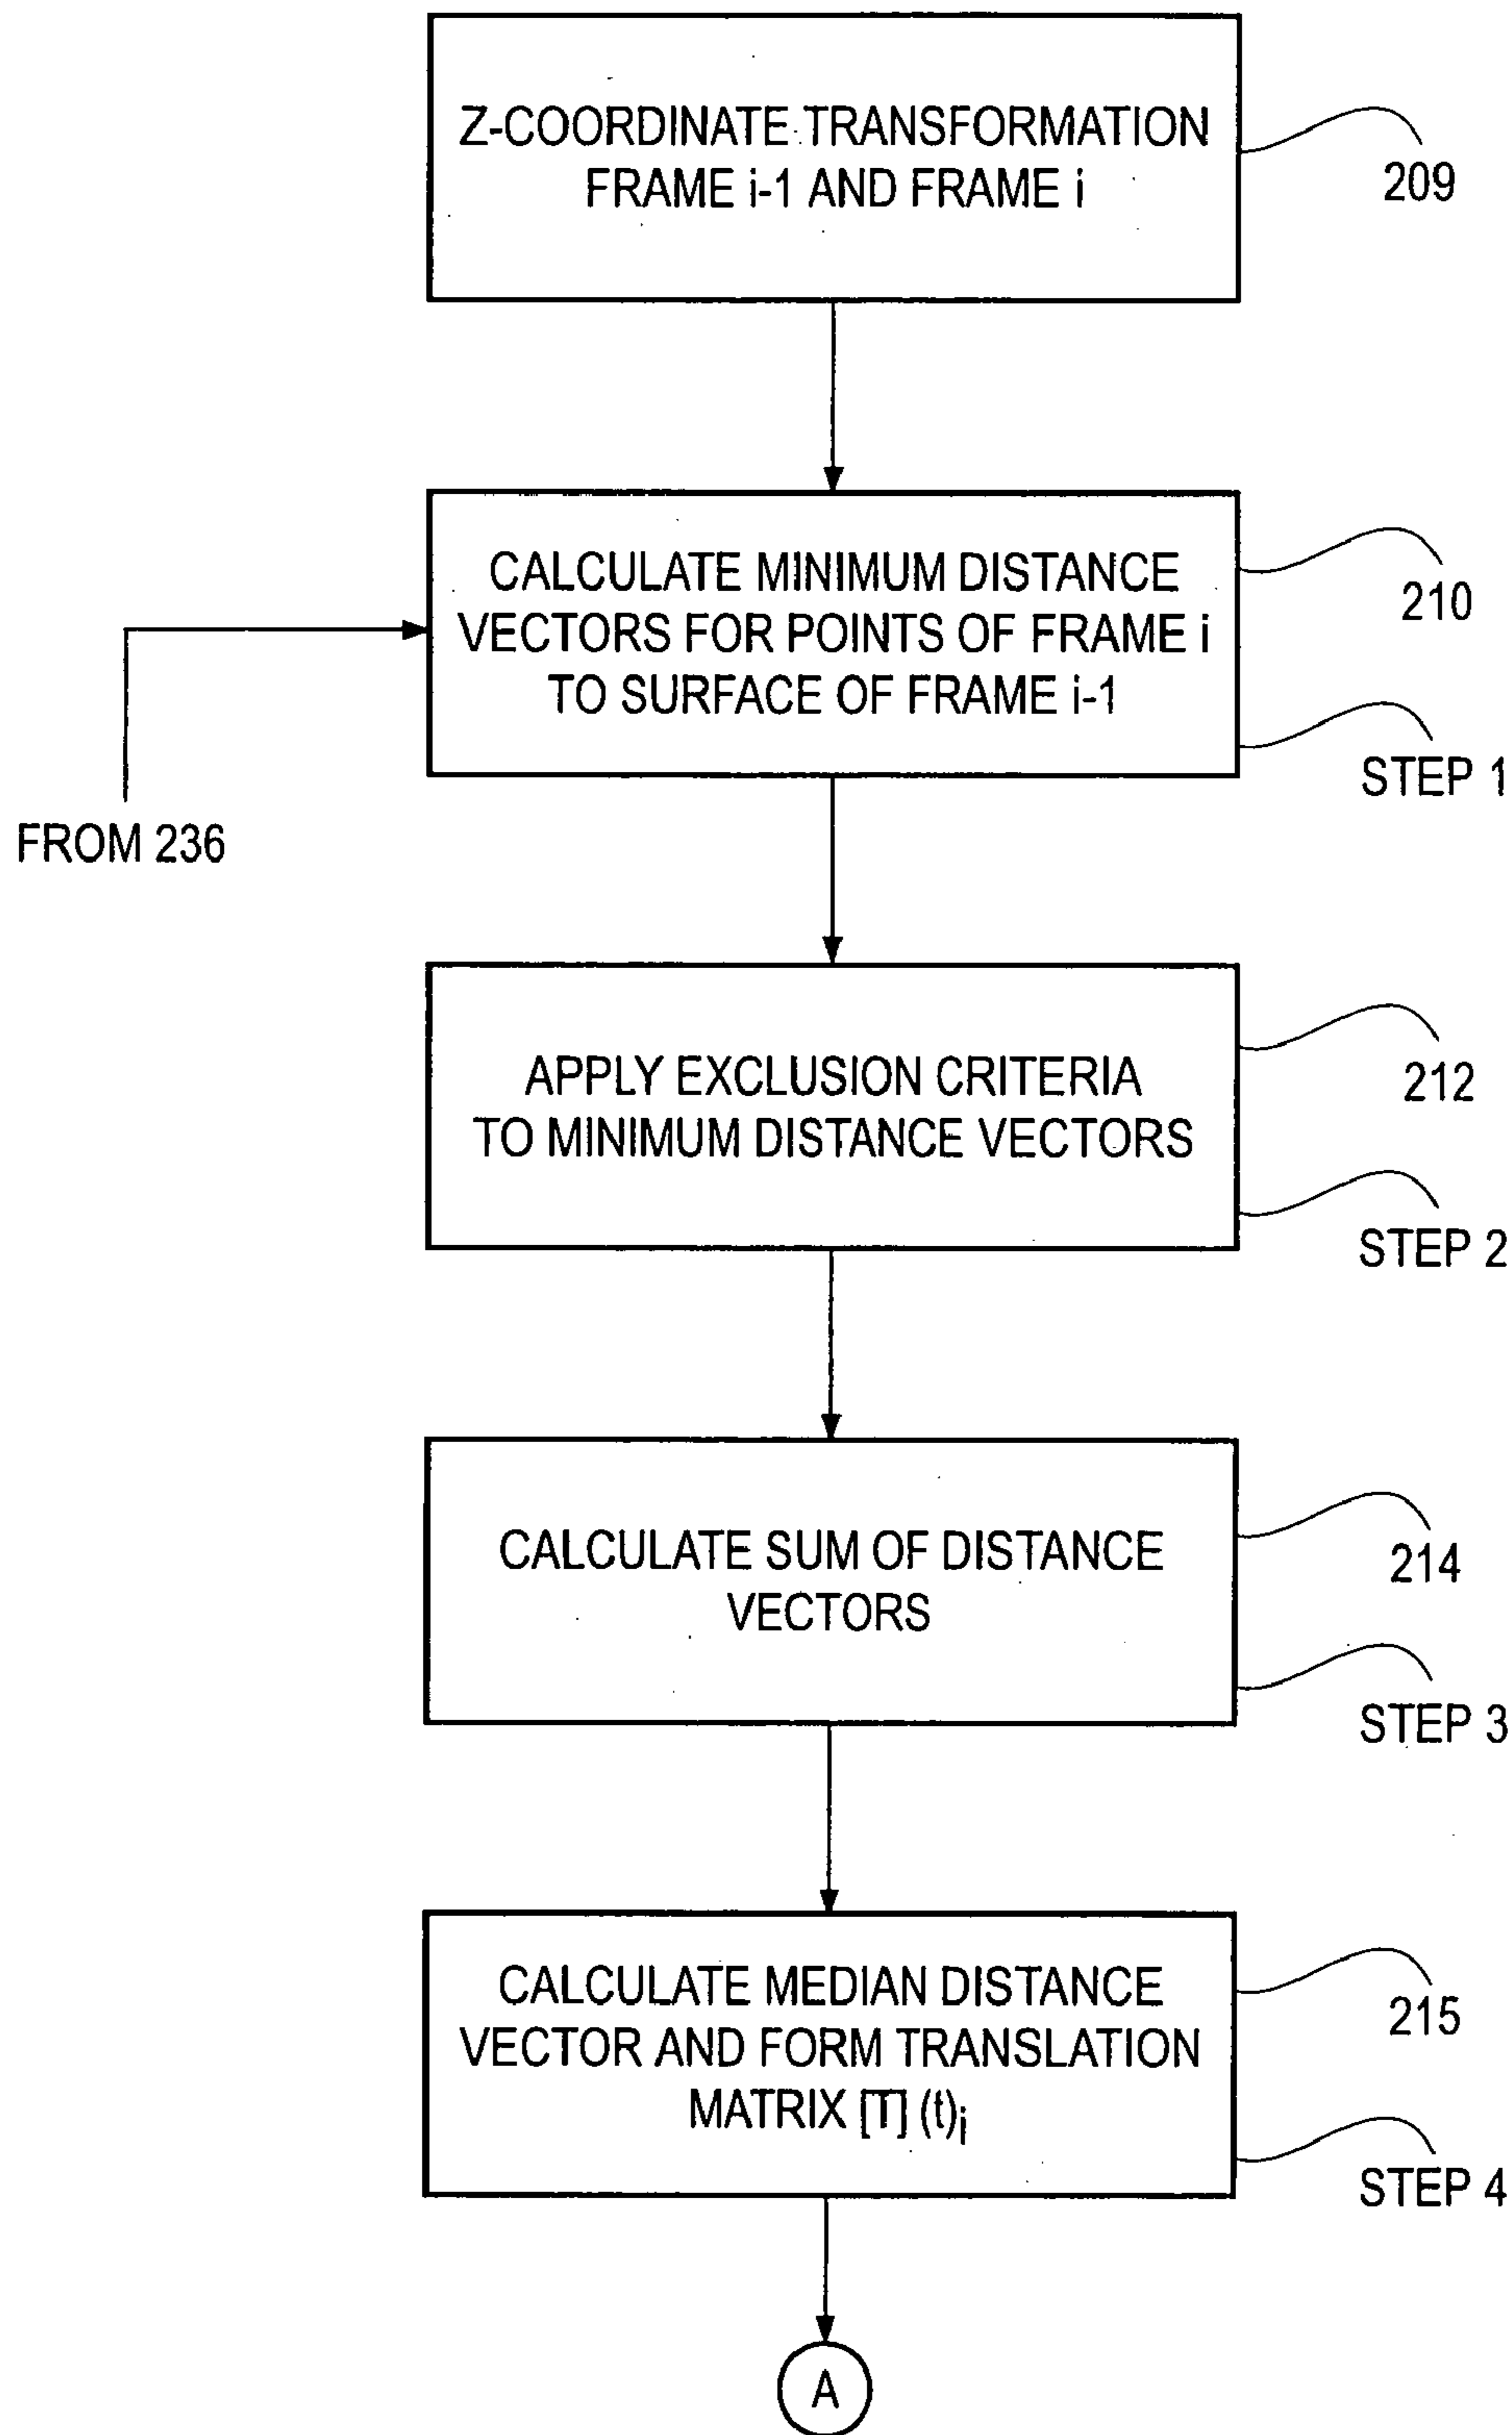 Z-COORDINATE TRANSFORMATION
FRAME i-1 AND FRAME i
209
CALCULATE MINIMUM DISTANCE
VECTORS FOR POINTS OF FRAME i
TO SURFACE OF FRAME i-1
210
STEP 1
FROM 236
APPLY EXCLUSION CRITERIA
TO MINIMUM DISTANCE VECTORS
212
STEP 2
CALCULATE SUM OF DISTANCE
VECTORS
214
STEP 3
CALCULATE MEDIAN DISTANCE
VECTOR AND FORM TRANSLATION
MATRIX [T] (t)i
215
STEP 4
A